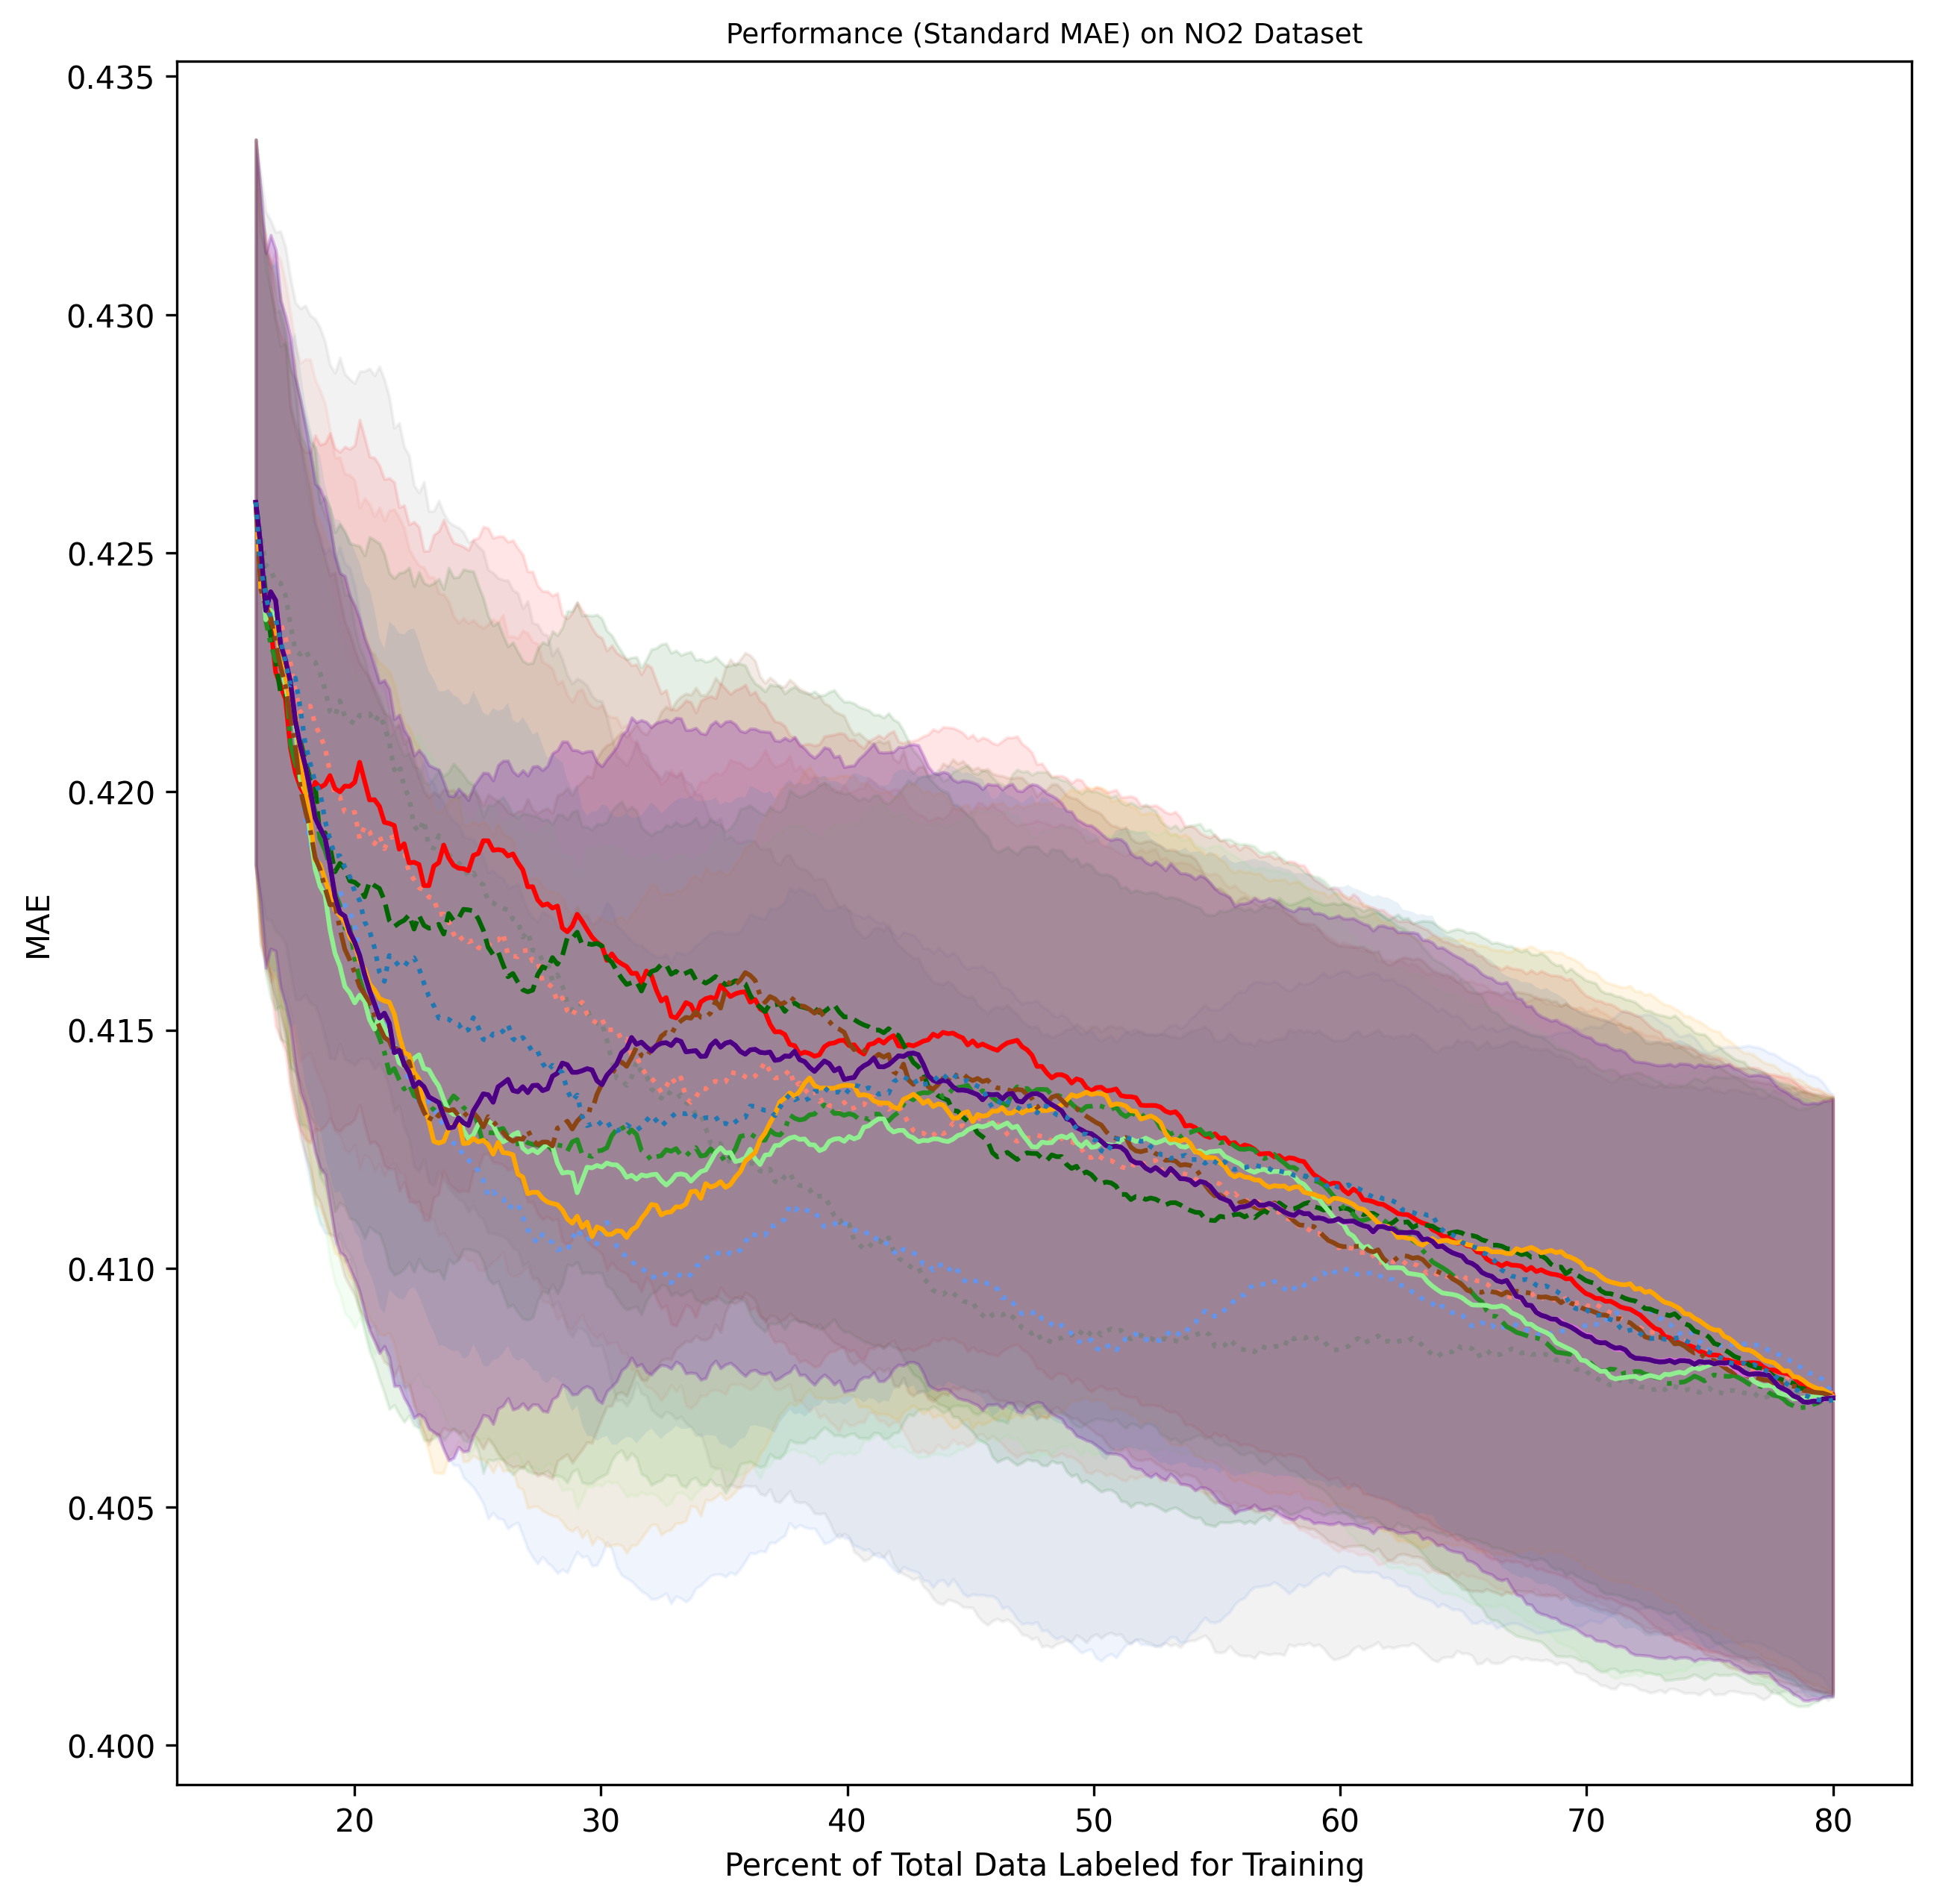 Performance (Standard MAE) on NO2 Dataset
0.435
0.430
0.425
0.420
0.415
0.410
0.405
0.400
MAE
20 30 40 50 60 70 80
Percent of Total Data Labeled for Training